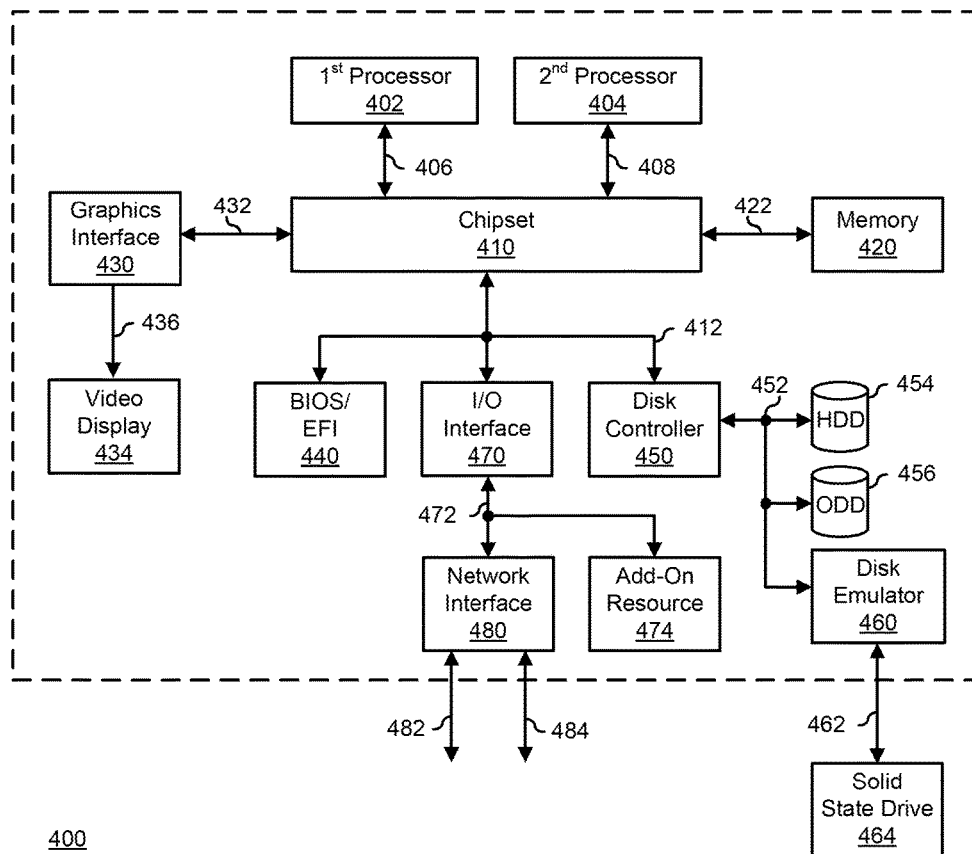 1st Processor
402
2nd Processor
404
406
408
Graphics
Interface
430
432
Chipset
410
422
Memory
420
436
412
Video
Display
434
BIOS/
EFI
440
I/O
Interface
470
Disk
Controller
450
452
HDD
454
ODD
456
472
Network
Interface
480
Add-On
Resource
474
Disk
Emulator
460
482
484
462
Solid
State Drive
464
400